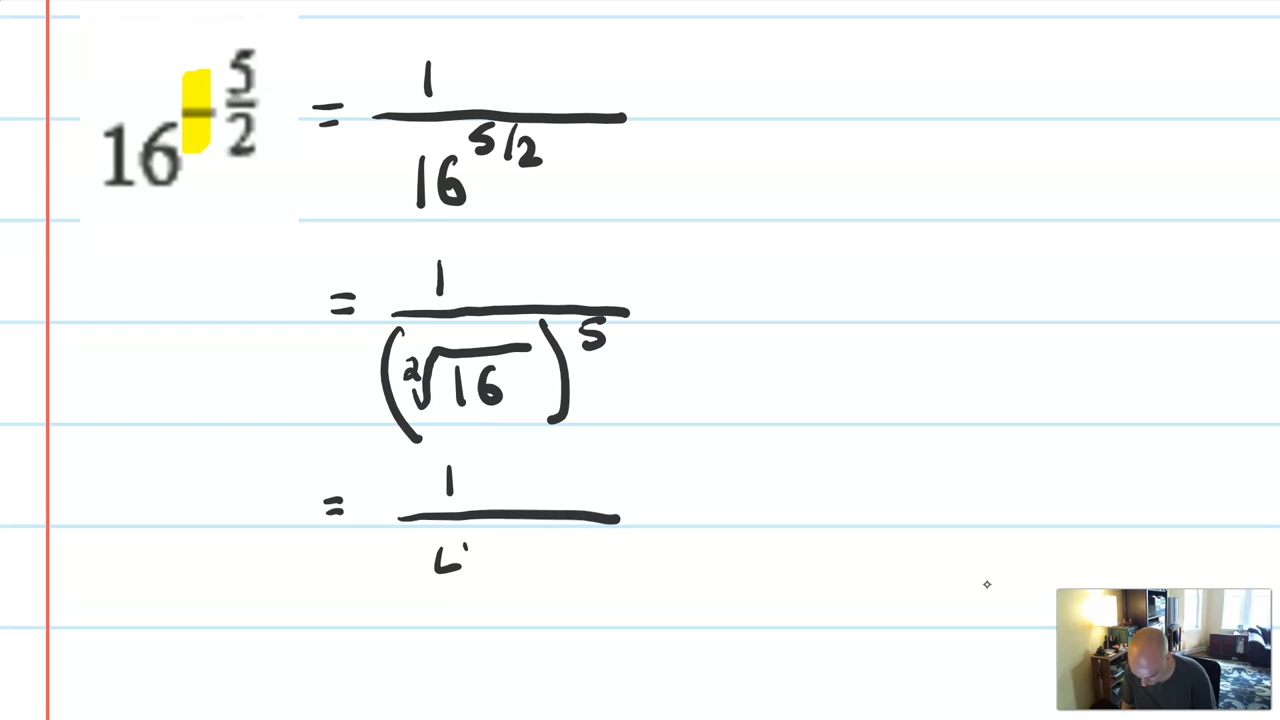 16^{-5/2} = 1/16^{5/2}
= 1/(²√16)^5
= 1/